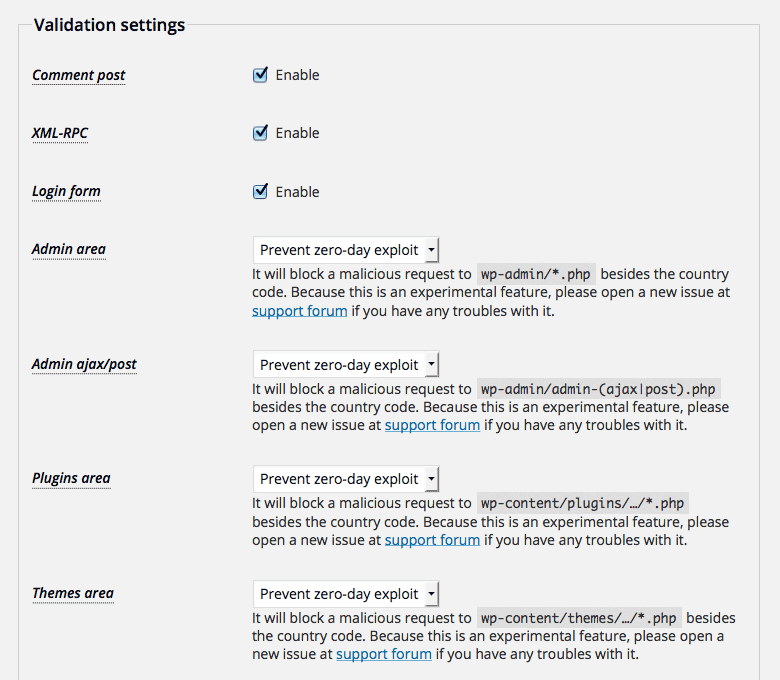 Validation settings
Comment post
Enable
XML-RPC
Enable
Login form
Enable
Admin area
Prevent zero-day exploit
It will block a malicious request to wp-admin/*.php besides the country
code. Because this is an experimental feature, please open a new issue at
support forum if you have any troubles with it.
Admin ajax/post
Prevent zero-day exploit
It will block a malicious request to wp-admin/admin-(ajax|post).php
besides the country code. Because this is an experimental feature, please
open a new issue at support forum if you have any troubles with it.
Plugins area
Prevent zero-day exploit
It will block a malicious request to wp-content/plugins/…/*.php
besides the country code. Because this is an experimental feature, please
open a new issue at support forum if you have any troubles with it.
Themes area
Prevent zero-day exploit
It will block a malicious request to wp-content/themes/…/*.php besides
the country code. Because this is an experimental feature, please open a
new issue at support forum if you have any troubles with it.